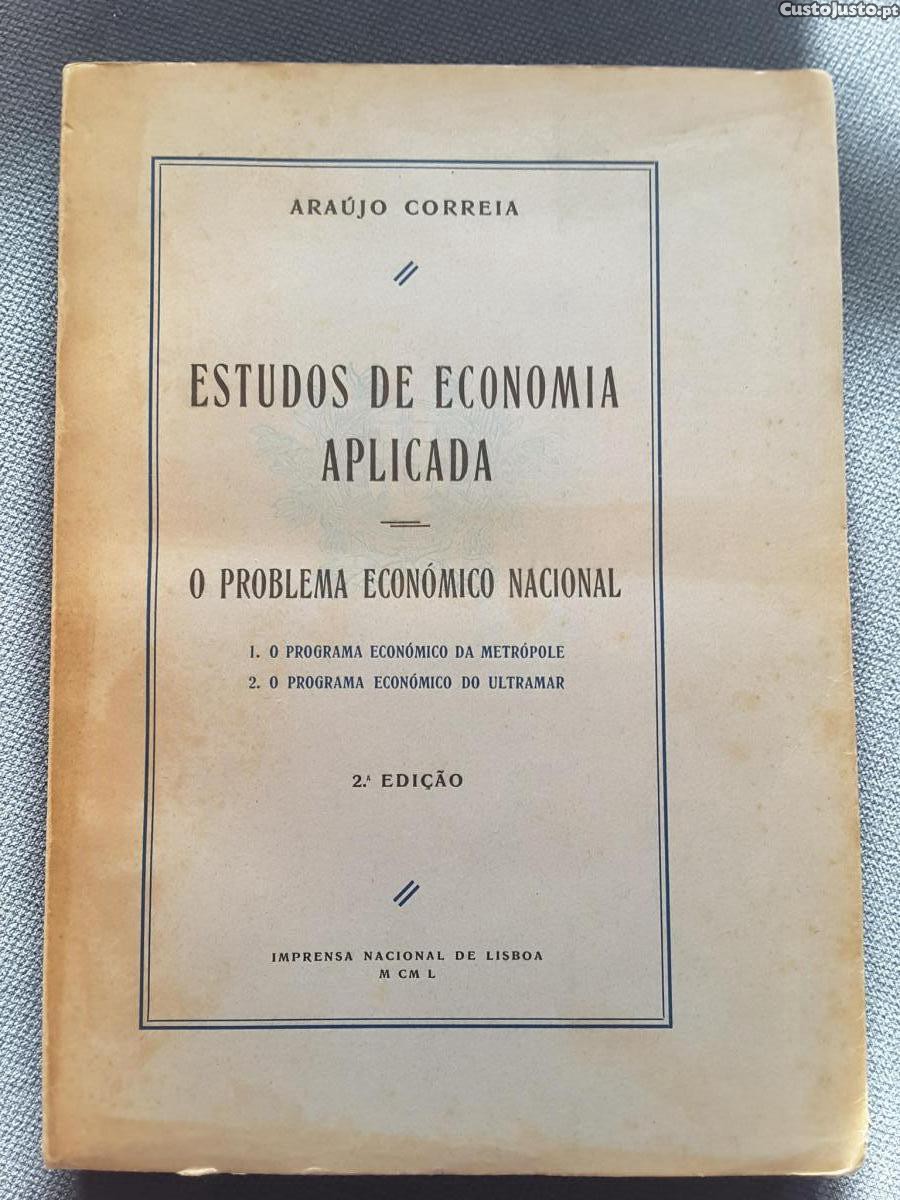 CustoJusto.pt
ARAÚJO CORREIA
ESTUDOS DE ECONOMIA
APLICADA
O PROBLEMA ECONÓMICO NACIONAL
1. O PROGRAMA ECONÓMICO DA METRÓPOLE
2. O PROGRAMA ECONÓMICO DO ULTRAMAR
2.ª EDIÇÃO
IMPRENSA NACIONAL DE LISBOA
M CM L